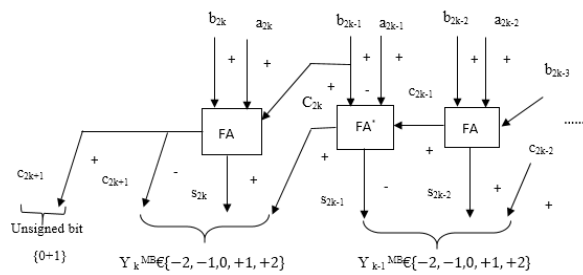 b2k a2k b2k-1 a2k-1 b2k-2 a2k-2
+ + + + + + b2k-3
+ - c2k-1
C2k
FA FA* FA ......
+ c2k+1 - + + c2k-2
c2k+1 s2k + s2k-1 - s2k-2 + +
Unsigned bit
{0+1} Y k MB€{−2, −1,0, +1, +2} Y k-1 MB€{−2, −1,0, +1, +2}